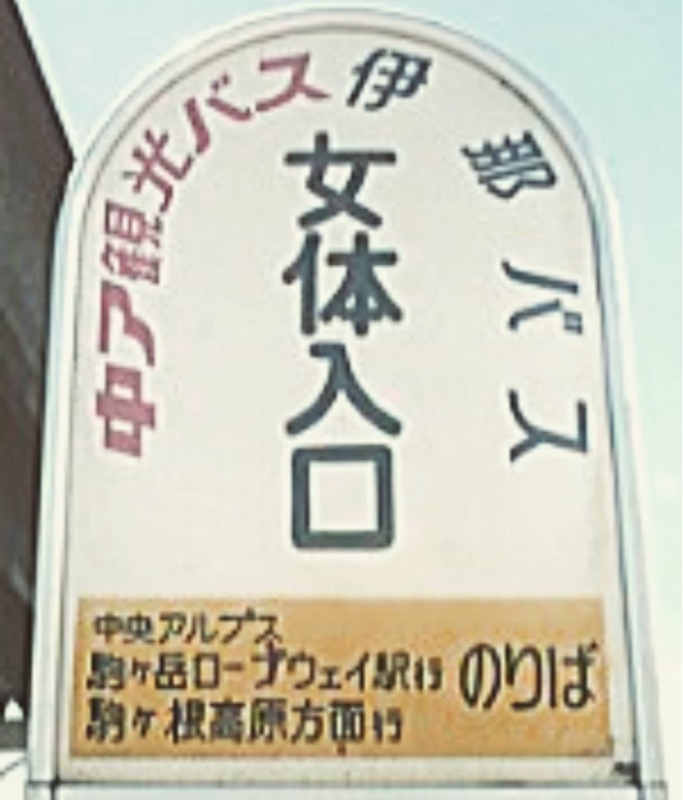 中ア観光バス
伊那バス
女体入口
中央アルプス
駒ヶ岳ロープウェイ駅行
駒ヶ根高原方面行
のりば